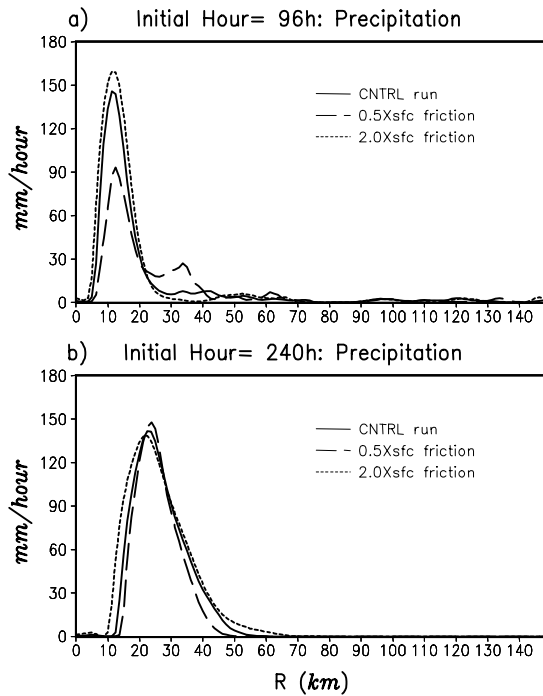 a) Initial Hour= 96h: Precipitation
180
150
120
90
60
30
0
mm/hour
CNTRL run
0.5Xsfc friction
2.0Xsfc friction
0 10 20 30 40 50 60 70 80 90 100 110 120 130 140
b) Initial Hour= 240h: Precipitation
180
150
120
90
60
30
0
mm/hour
CNTRL run
0.5Xsfc friction
2.0Xsfc friction
0 10 20 30 40 50 60 70 80 90 100 110 120 130 140
R (km)